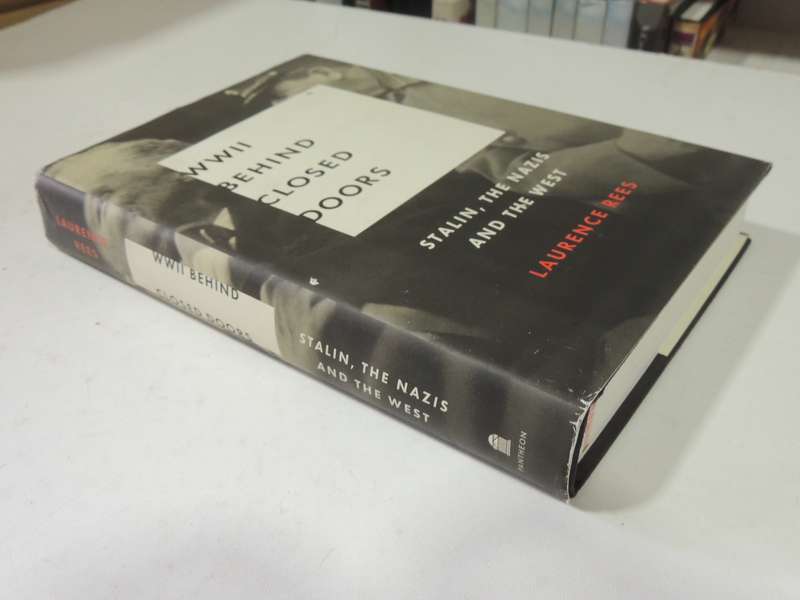 WWII
BEHIND
CLOSED
DOORS
STALIN, THE NAZIS
AND THE WEST
LAURENCE REES
LAURENCE
REES
WWII BEHIND
CLOSED DOORS
STALIN, THE NAZIS
AND THE WEST
PANTHEON